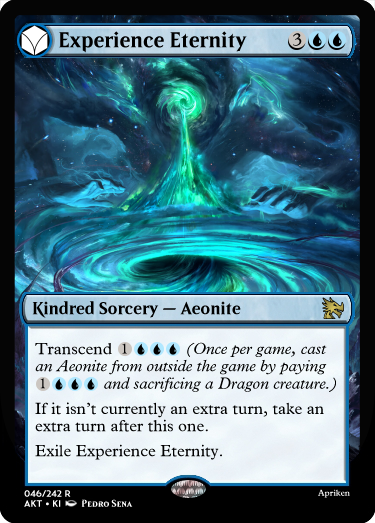 Experience Eternity 3
Kindred Sorcery — Aeonite
Transcend 1 (Once per game, cast
an Aeonite from outside the game by paying
1 and sacrificing a Dragon creature.)
If it isn't currently an extra turn, take an
extra turn after this one.
Exile Experience Eternity.
046/242 R
AKT • KI Pedro Sena
Apriken